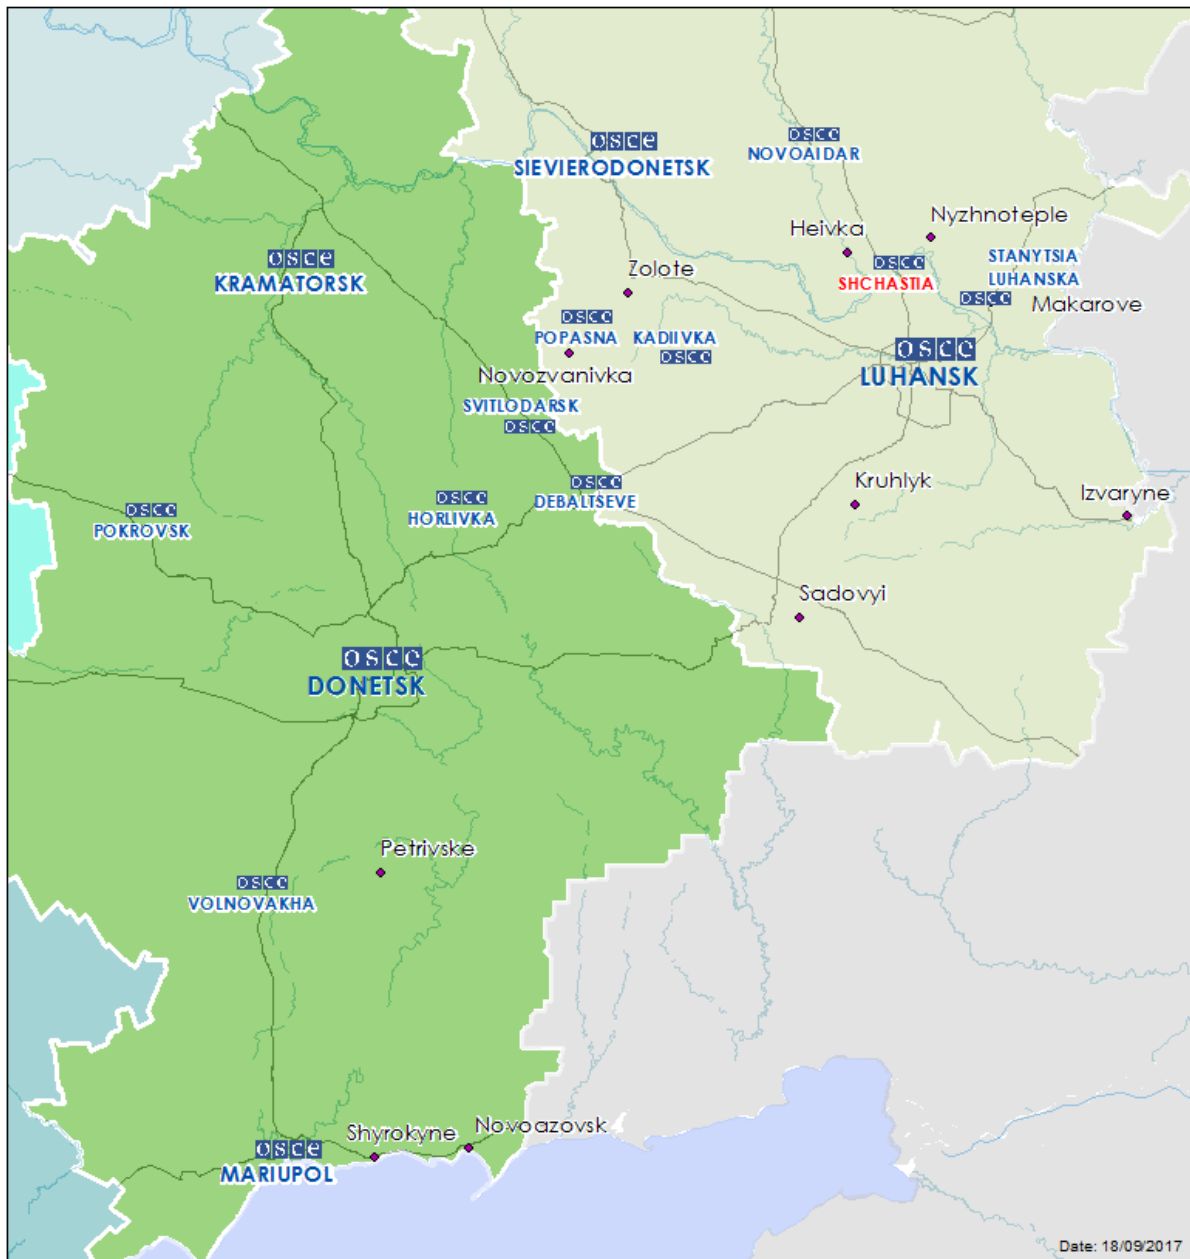 OSCE
SIEVIERODONETSK
OSCE
NOVOAIDAR
Nyzhnoteple
Heivka
OSCE
SHCHASTIA
STANYTSIA
LUHANSKA
OSCE
Makarove
OSCE
KRAMATORSK
Zolote
OSCE
POPASNA
KADIIVKA
OSCE
OSCE
LUHANSK
Novozvanivka
SVITLODARSK
OSCE
OSCE
DEBALTSEVE
OSCE
HORLIVKA
OSCE
POKROVSK
Kruhlyk
Izvaryne
Sadovyi
OSCE
DONETSK
Petrivske
OSCE
VOLNOVAKHA
Novoazovsk
Shyrokyne
OSCE
MARIUPOL
Date: 18/09/2017